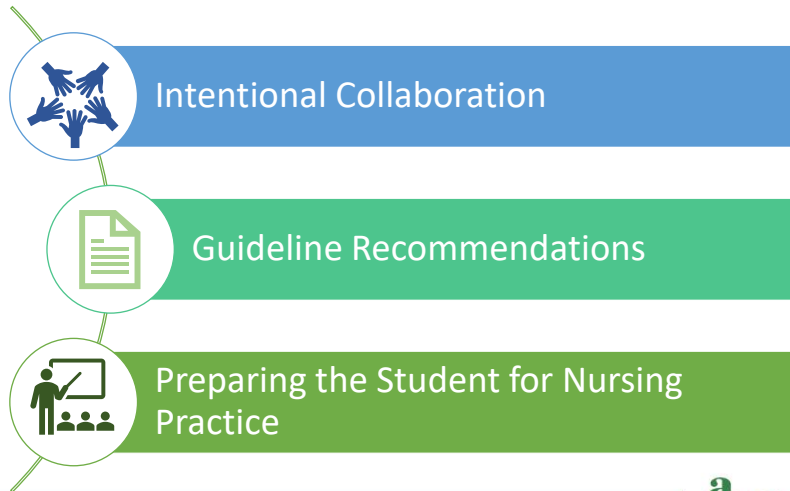 Intentional Collaboration
Guideline Recommendations
Preparing the Student for Nursing
Practice
a